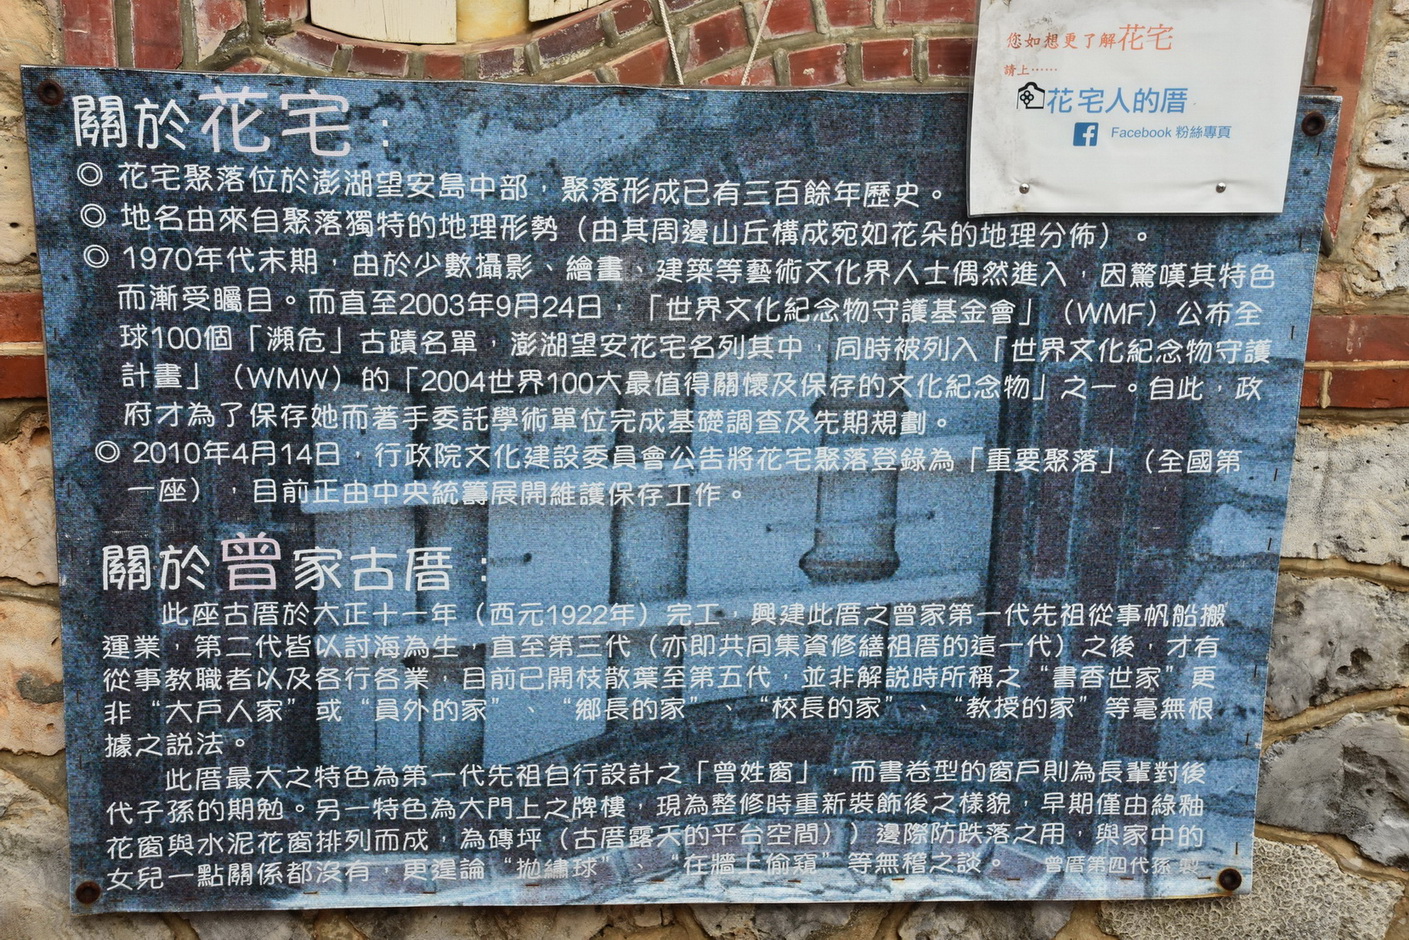 您如想更了解花宅
請上……
花宅人的厝
Facebook 粉絲專頁
關於花宅：
◎ 花宅聚落位於澎湖望安島中部，聚落形成已有三百餘年歷史。
◎ 地名由來自聚落獨特的地理形勢（由其周邊山丘構成宛如花朵的地理分佈）。
◎ 1970年代末期，由於少數攝影、繪畫、建築等藝術文化界人士偶然進入，因驚嘆其特色
而漸受矚目。而直至2003年9月24日，「世界文化紀念物守護基金會」（WMF）公布全
球100個「瀕危」古蹟名單，澎湖望安花宅名列其中，同時被列入「世界文化紀念物守護
計畫」（WMW）的「2004世界100大最值得關懷及保存的文化紀念物」之一。自此，政
府才為了保存她而著手委託學術單位完成基礎調查及先期規劃。
◎ 2010年4月14日，行政院文化建設委員會公告將花宅聚落登錄為「重要聚落」（全國第
一座），目前正由中央統籌展開維護保存工作。
關於曾家古厝：
此座古厝於大正十一年（西元1922年）完工，興建此厝之曾家第一代先祖從事帆船搬
運業，第二代皆以討海為生，直至第三代（亦即共同集資修繕祖厝的這一代）之後，才有
從事教職者以及各行各業，目前已開枝散葉至第五代，並非解說時所稱之“書香世家”更
非“大戶人家”或“員外的家”、“鄉長的家”、“校長的家”、“教授的家”等毫無根
據之說法。
此厝最大之特色為第一代先祖自行設計之「曾姓窗」，而書卷型的窗戶則為長輩對後
代子孫的期勉。另一特色為大門上之牌樓，現為整修時重新裝飾後之樣貌，早期僅由綠釉
花窗與水泥花窗排列而成，為磚坪（古厝露天的平台空間））邊際防跌落之用，與家中的
女兒一點關係都沒有，更遑論“拋繡球”、“在牆上偷窺”等無稽之談。 曾厝第四代孫 製